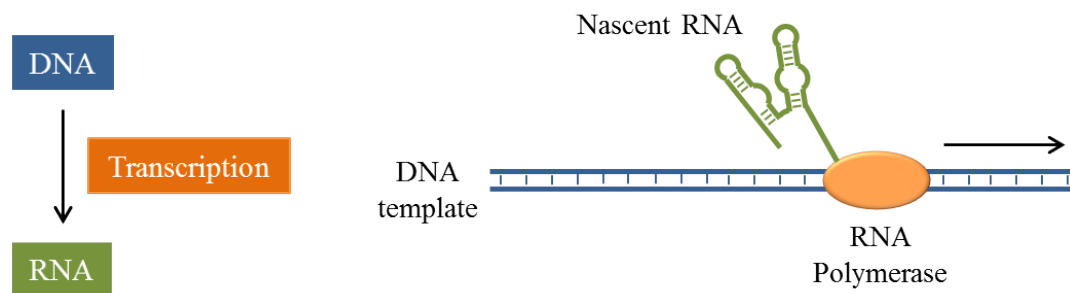 DNA
Transcription
RNA
Nascent RNA
DNA
template
RNA
Polymerase